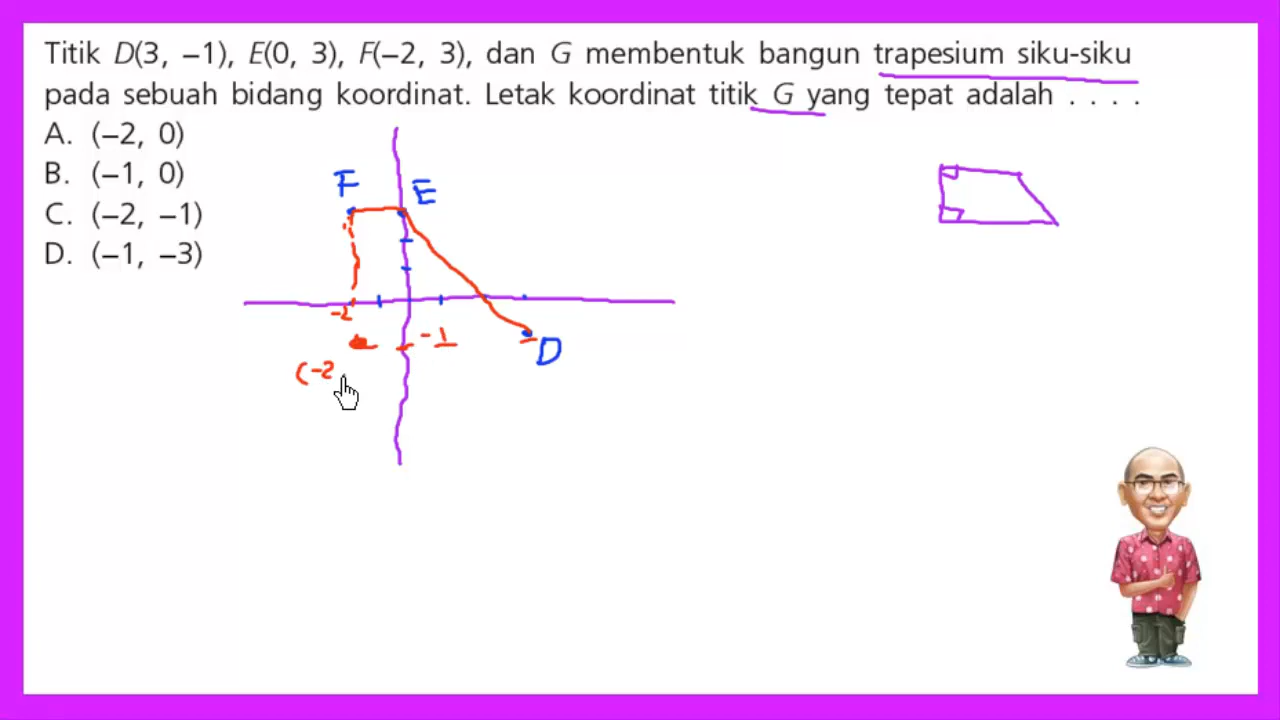 Titik D(3, −1), E(0, 3), F(−2, 3), dan G membentuk bangun trapesium siku-siku
pada sebuah bidang koordinat. Letak koordinat titik G yang tepat adalah . . . .
A. (−2, 0)
B. (−1, 0)
C. (−2, −1)
D. (−1, −3)
F
E
-2
-1
D
(-2